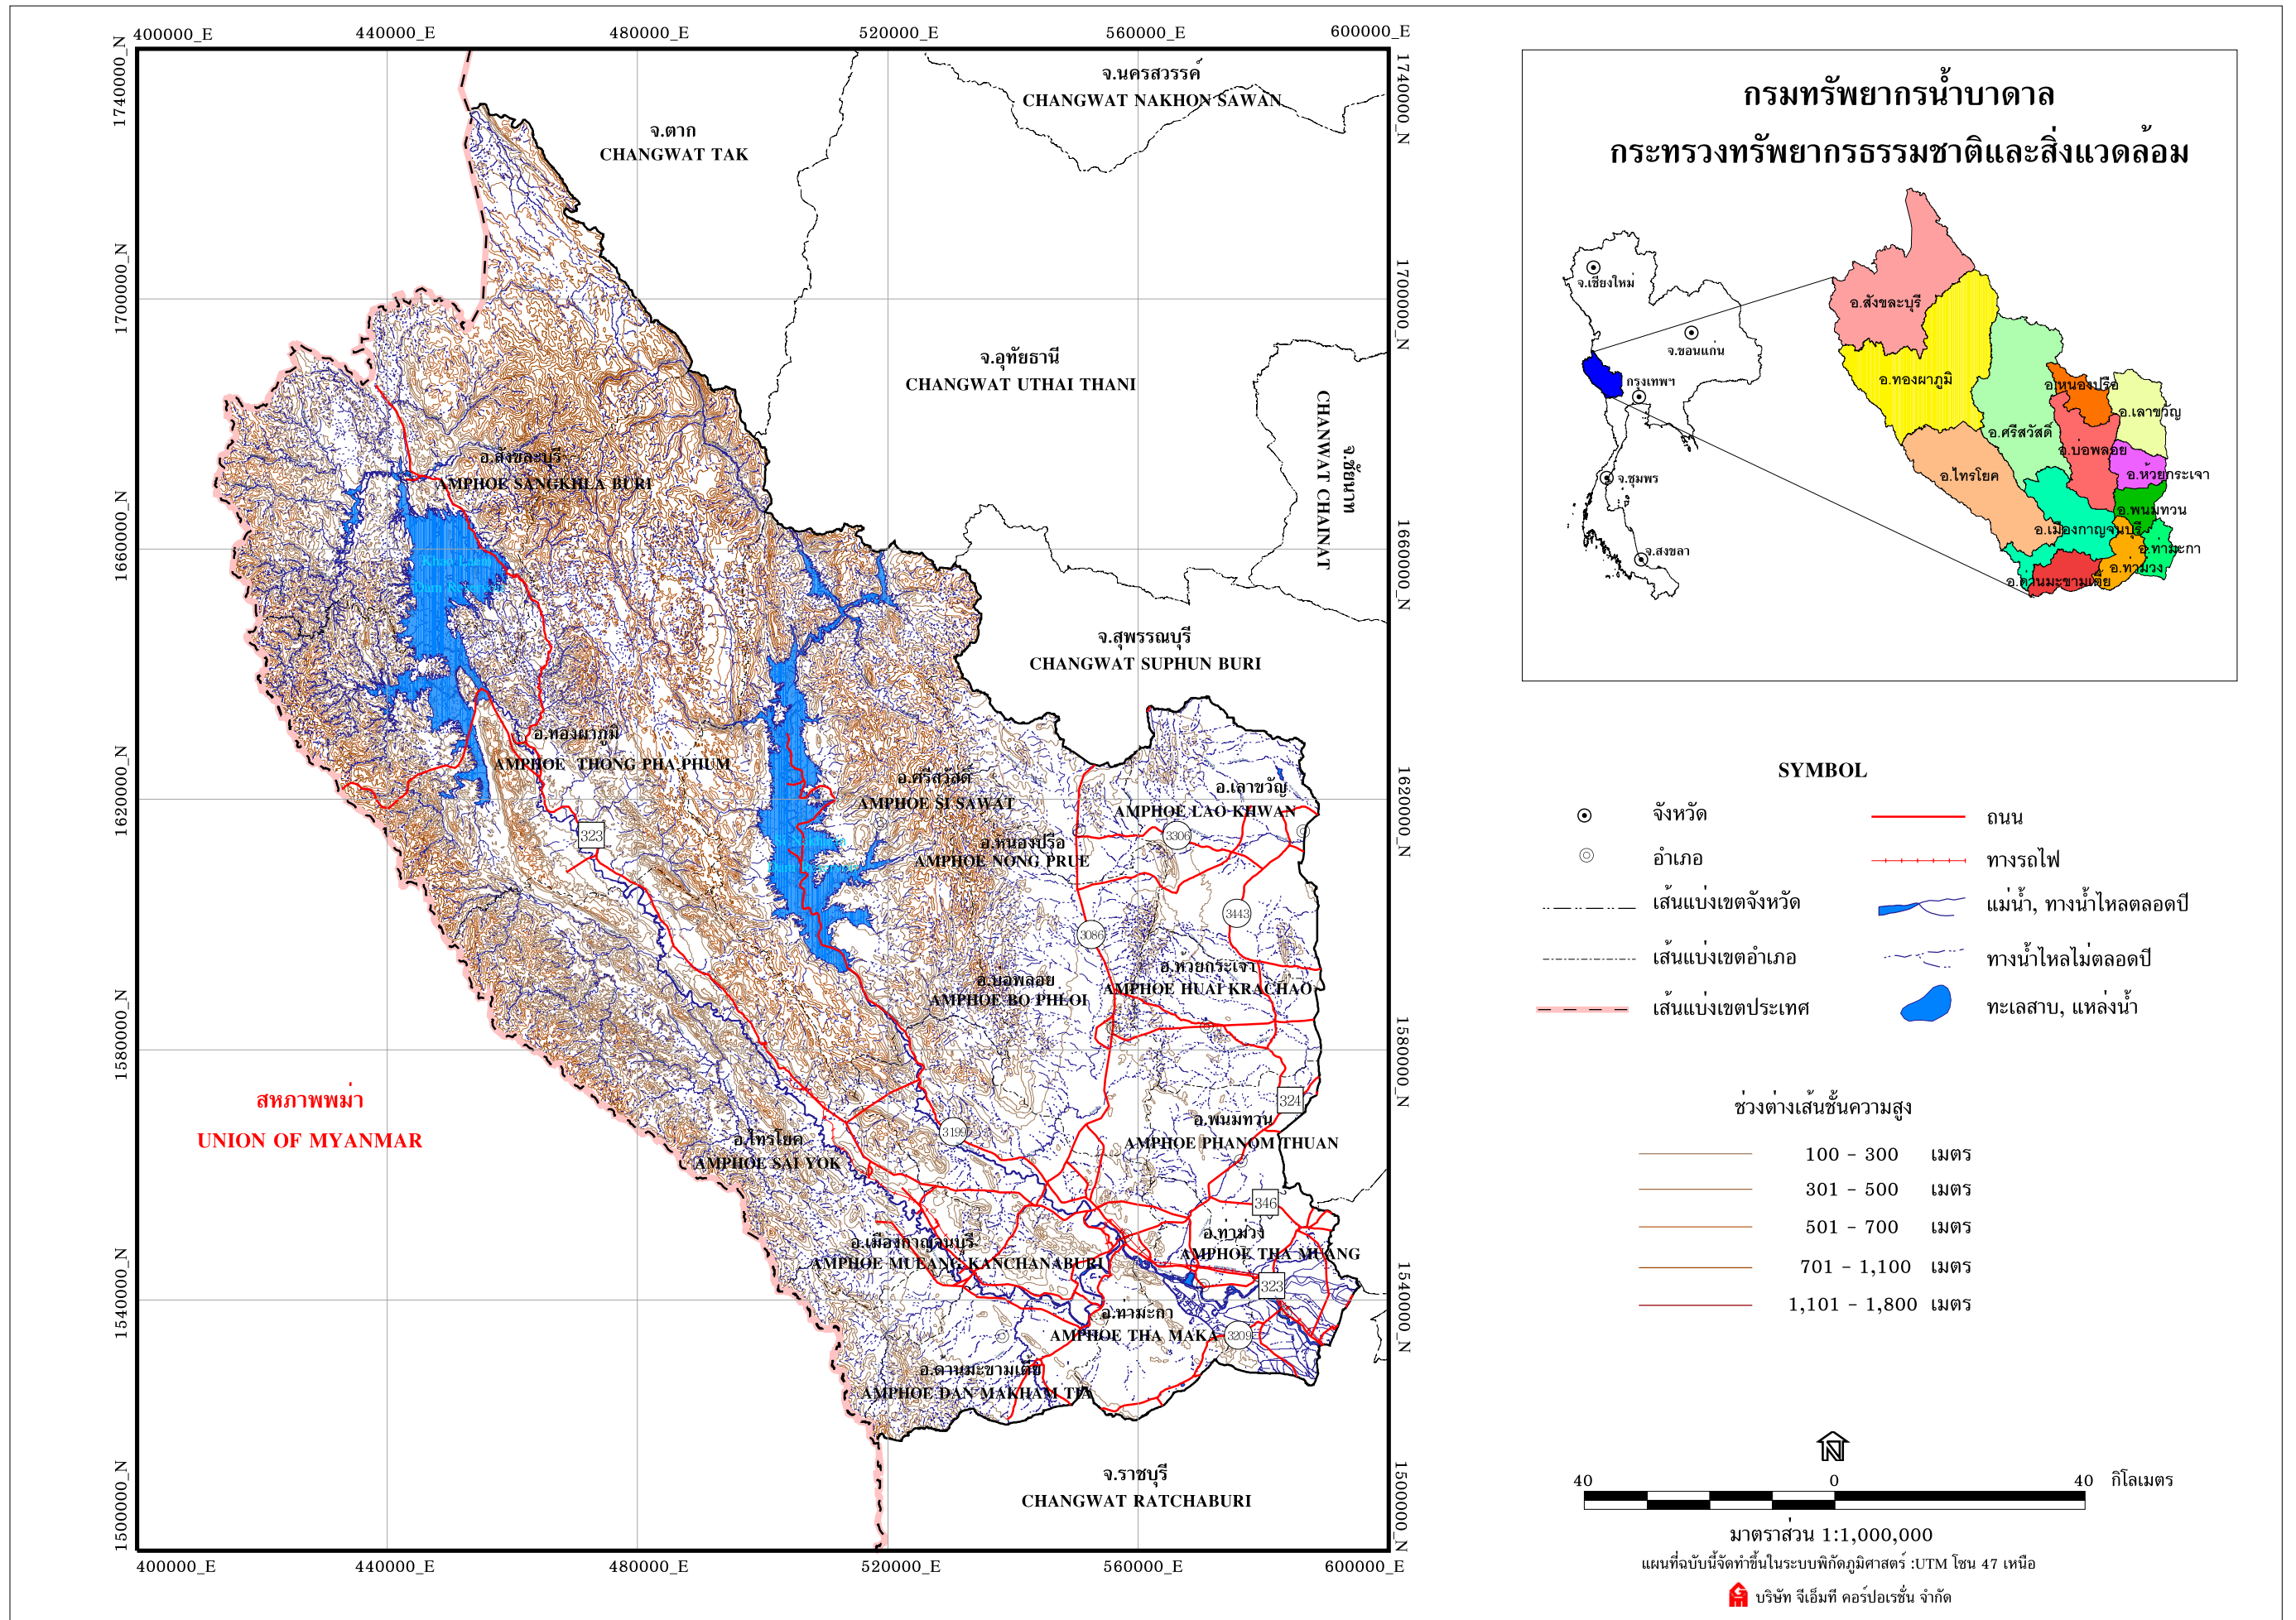 400000_E
440000_E
480000_E
520000_E
560000_E
600000_E
1740000_N
1700000_N
1660000_N
1620000_N
1580000_N
1540000_N
1500000_N
1740000_N
1700000_N
1660000_N
1620000_N
1580000_N
1540000_N
1500000_N
400000_E
440000_E
480000_E
520000_E
560000_E
600000_E
จ.นครสวรรค์
CHANGWAT NAKHON SAWAN
จ.ตาก
CHANGWAT TAK
จ.อุทัยธานี
CHANGWAT UTHAI THANI
จ.ชัยนาท
CHANWAT CHAINAT
จ.สุพรรณบุรี
CHANGWAT SUPHUN BURI
อ.สังขละบุรี
AMPHOE SANGKHLA BURI
อ.ทองผาภูมิ
AMPHOE THONG PHA PHUM
อ.ศรีสวัสดิ์
AMPHOE SI SAWAT
อ.เลาขวัญ
AMPHOE LAO KHWAN
อ.หนองปรือ
AMPHOE NONG PRUE
323
3306
3443
3086
อ.บ่อพลอย
AMPHOE BO PHLOI
อ.ห้วยกระเจา
AMPHOE HUAI KRACHAO
324
อ.พนมทวน
AMPHOE PHANOM THUAN
3199
อ.ไทรโยค
AMPHOE SAI YOK
346
อ.ท่าม่วง
AMPHOE THA MUANG
อ.เมืองกาญจนบุรี
AMPHOE MUEANG KANCHANABURI
323
อ.ท่ามะกา
AMPHOE THA MAKA
3209
อ.ด่านมะขามเตี้ย
AMPHOE DAN MAKHAM TIA
สหภาพพม่า
UNION OF MYANMAR
จ.ราชบุรี
CHANGWAT RATCHABURI
กรมทรัพยากรน้ำบาดาล
กระทรวงทรัพยากรธรรมชาติและสิ่งแวดล้อม
จ.เชียงใหม่
จ.ขอนแก่น
กรุงเทพฯ
จ.ชุมพร
จ.สงขลา
อ.สังขละบุรี
อ.ทองผาภูมิ
อ.หนองปรือ
อ.เลาขวัญ
อ.ศรีสวัสดิ์
อ.บ่อพลอย
อ.ไทรโยค
อ.ห้วยกระเจา
อ.พนมทวน
อ.เมืองกาญจนบุรี
อ.ท่ามะกา
อ.ท่าม่วง
อ.ด่านมะขามเตี้ย
SYMBOL
จังหวัด
ถนน
อำเภอ
ทางรถไฟ
เส้นแบ่งเขตจังหวัด
แม่น้ำ, ทางน้ำไหลตลอดปี
เส้นแบ่งเขตอำเภอ
ทางน้ำไหลไม่ตลอดปี
เส้นแบ่งเขตประเทศ
ทะเลสาบ, แหล่งน้ำ
ช่วงต่างเส้นชั้นความสูง
100 - 300 เมตร
301 - 500 เมตร
501 - 700 เมตร
701 - 1,100 เมตร
1,101 - 1,800 เมตร
N
40 0 40 กิโลเมตร
มาตราส่วน 1:1,000,000
แผนที่ฉบับนี้จัดทำขึ้นในระบบพิกัดภูมิศาสตร์ :UTM โซน 47 เหนือ
บริษัท จีเอ็มที คอร์ปอเรชั่น จำกัด